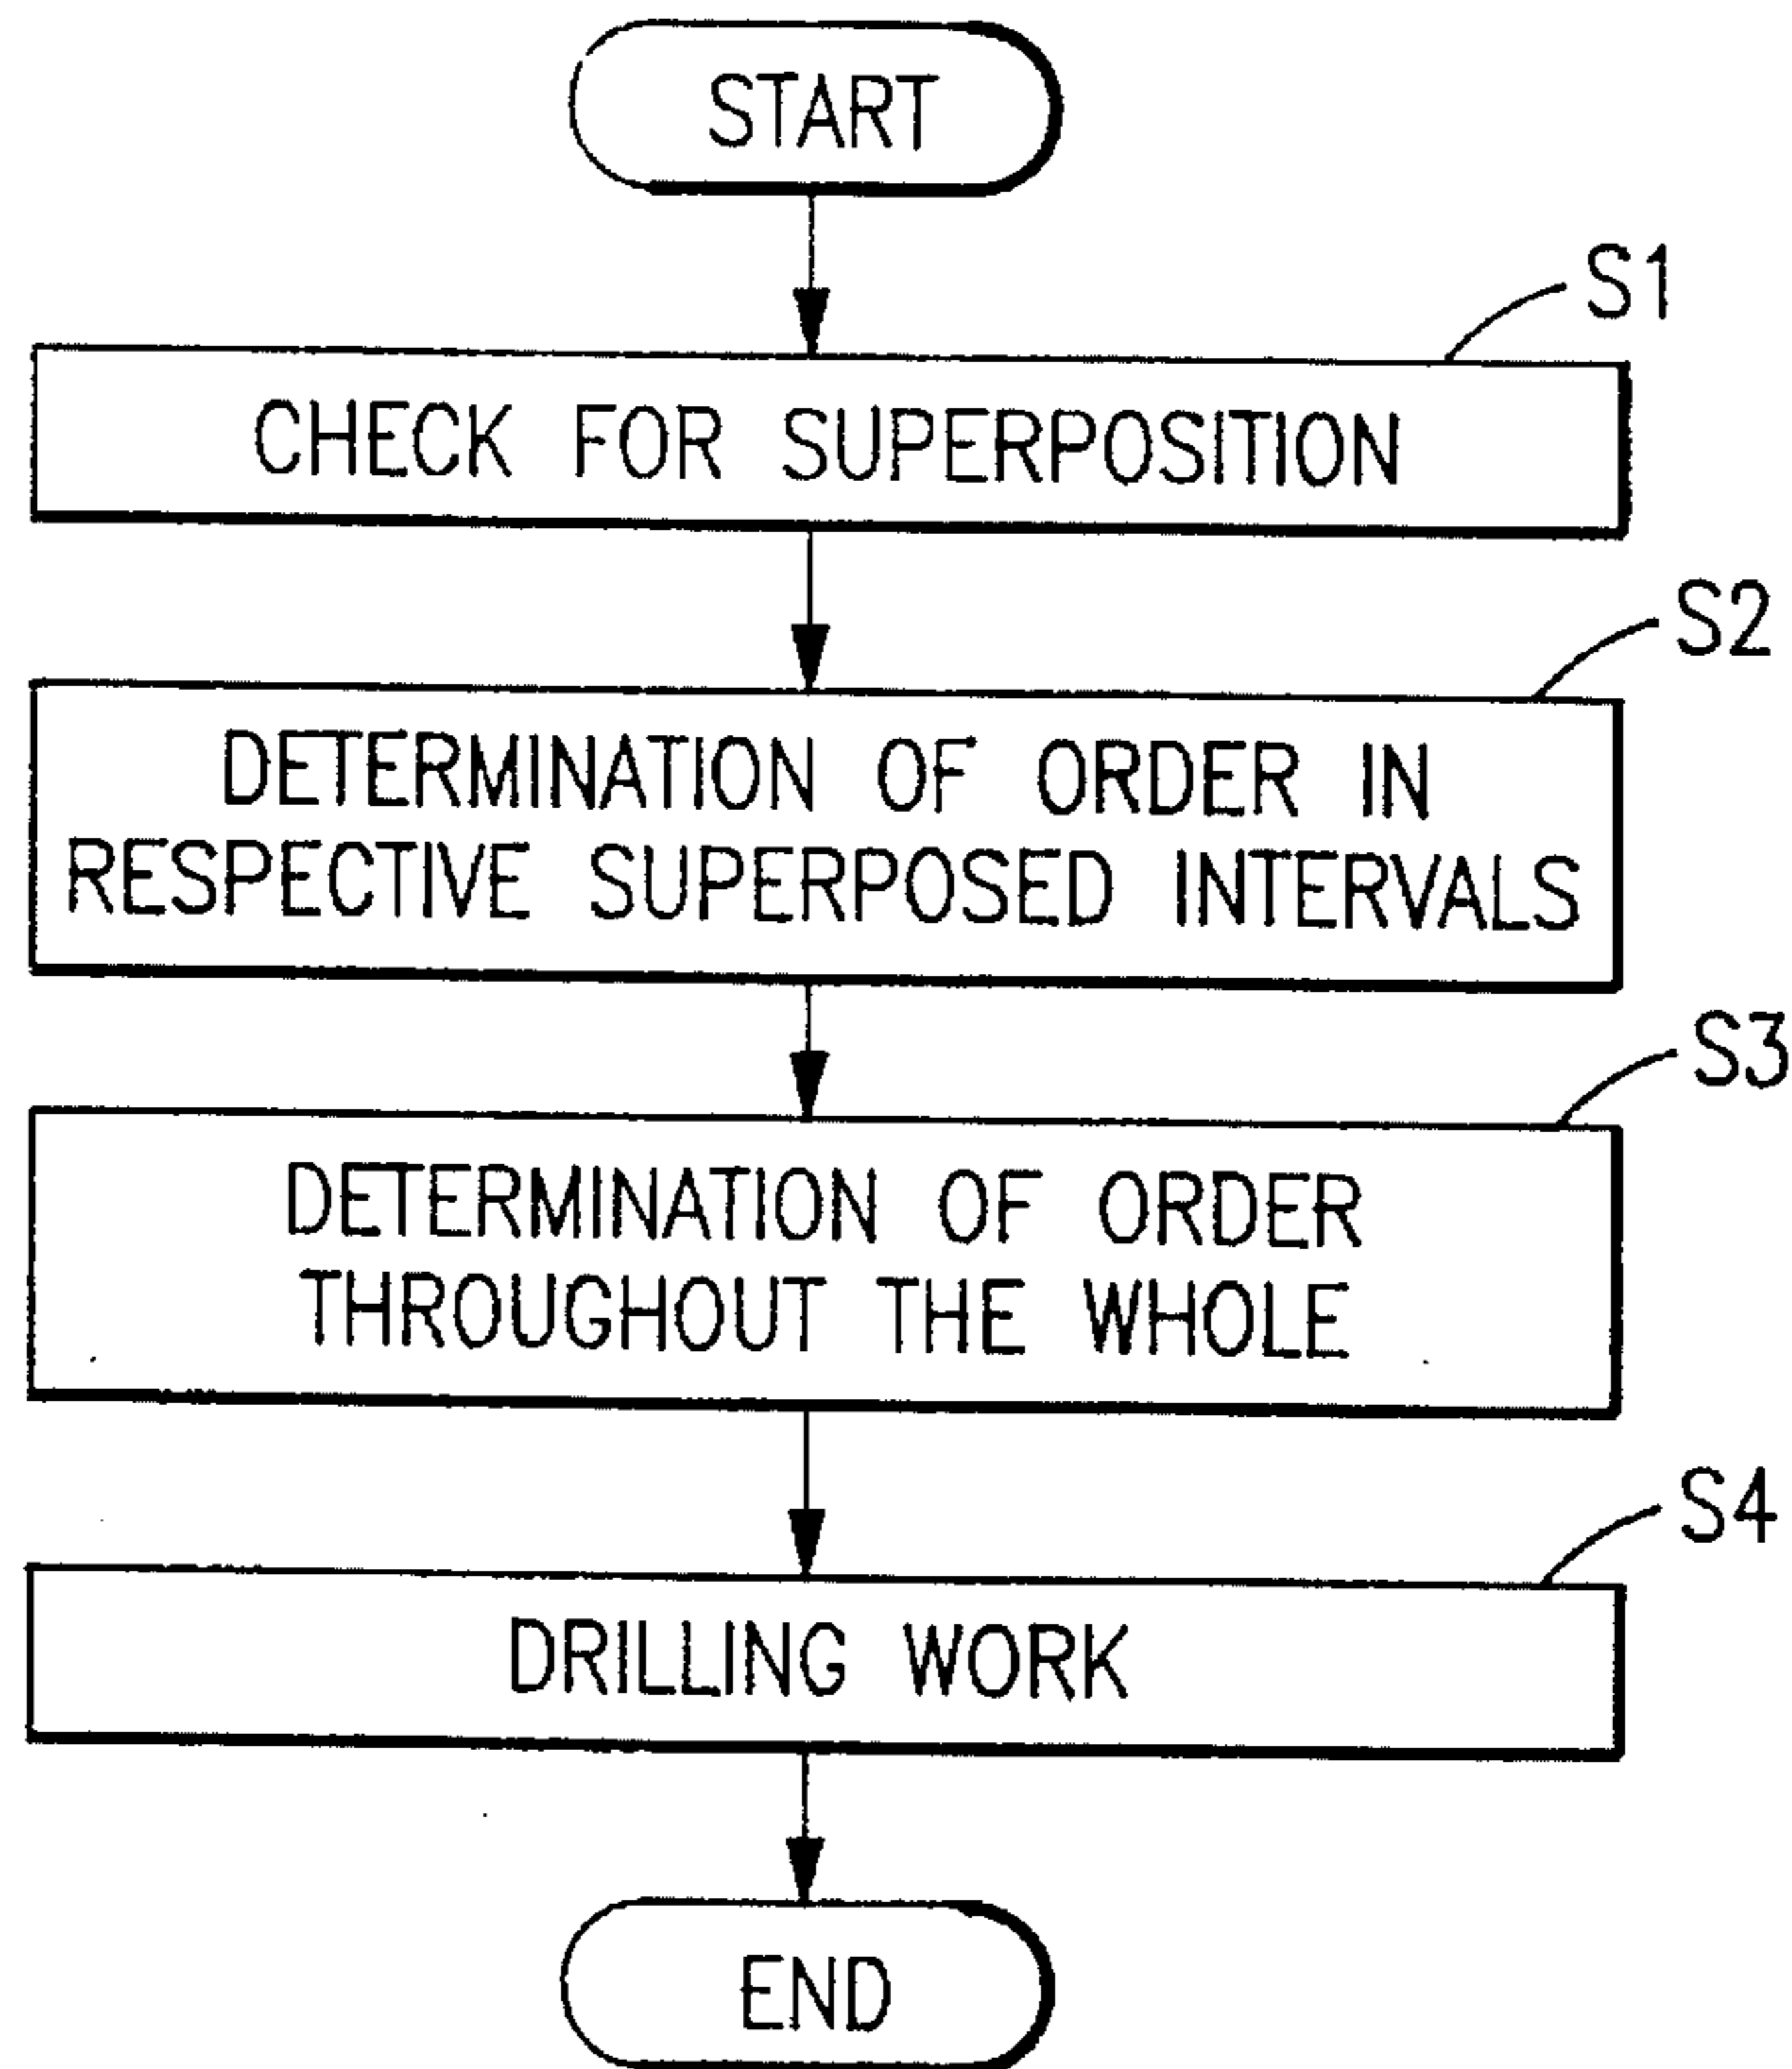 START
S1
CHECK FOR SUPERPOSITION
S2
DETERMINATION OF ORDER IN
RESPECTIVE SUPERPOSED INTERVALS
S3
DETERMINATION OF ORDER
THROUGHOUT THE WHOLE
S4
DRILLING WORK
END